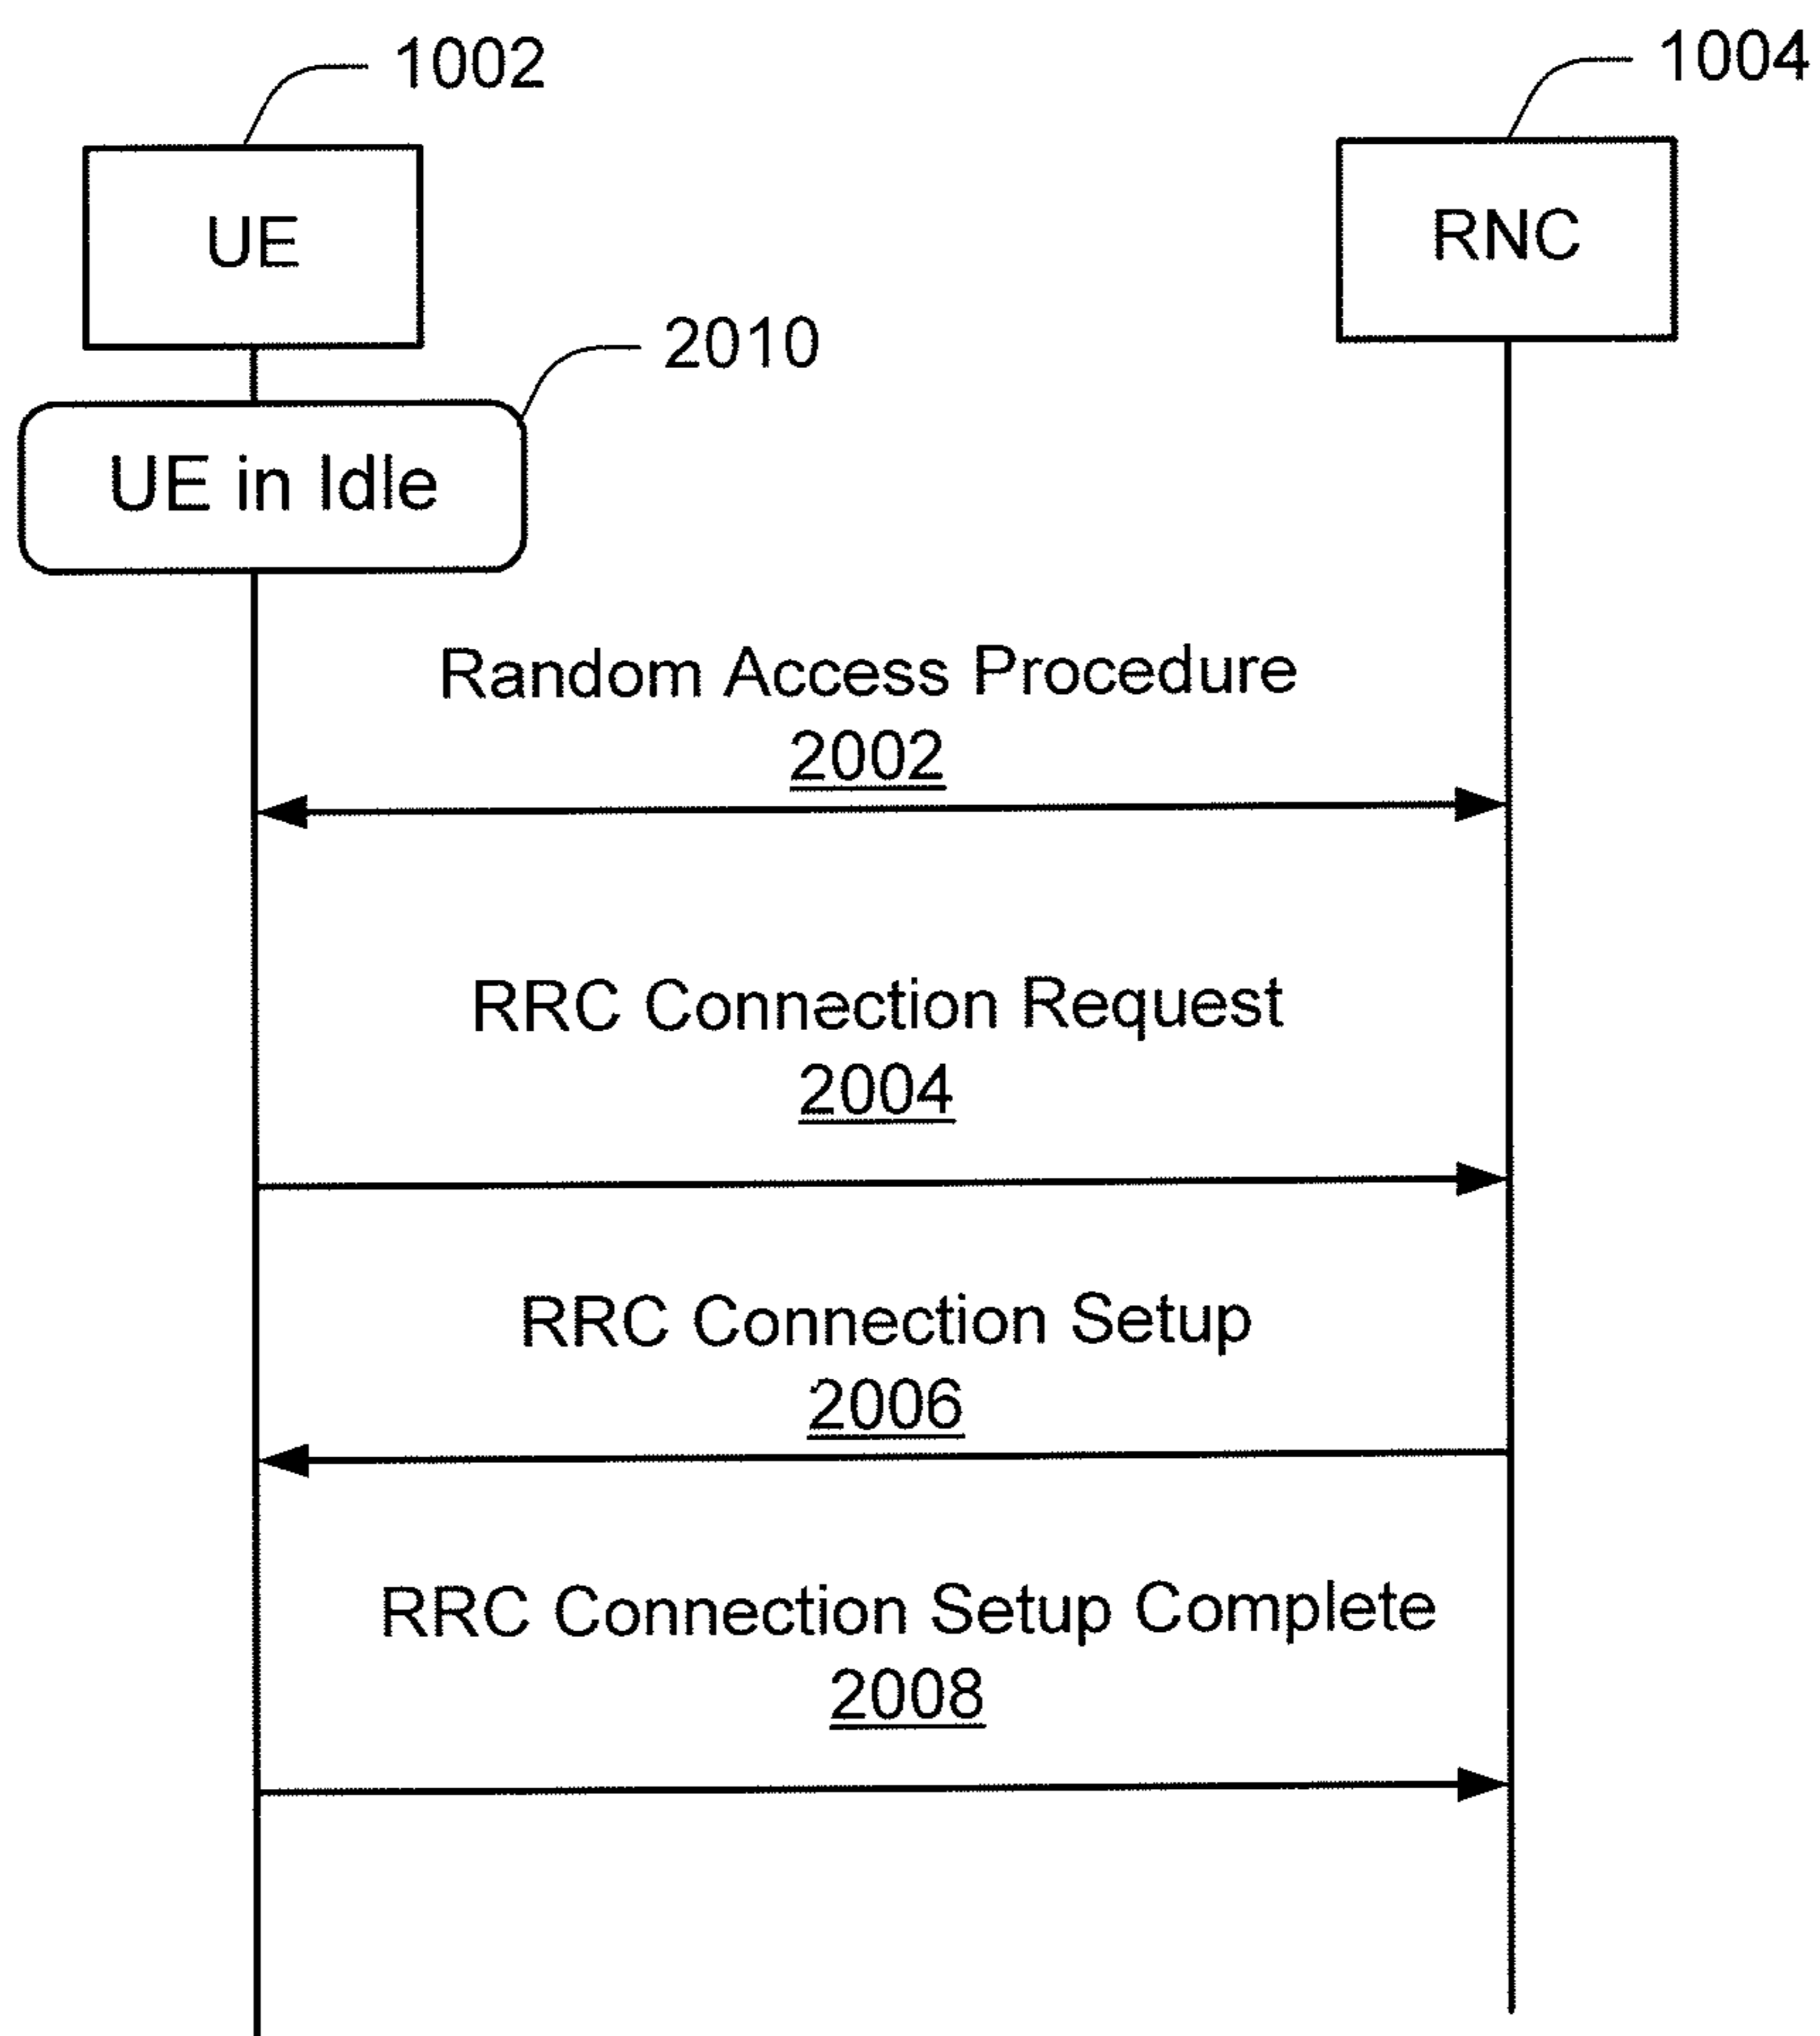 1002
1004
UE
RNC
2010
UE in Idle
Random Access Procedure
2002
RRC Connection Request
2004
RRC Connection Setup
2006
RRC Connection Setup Complete
2008